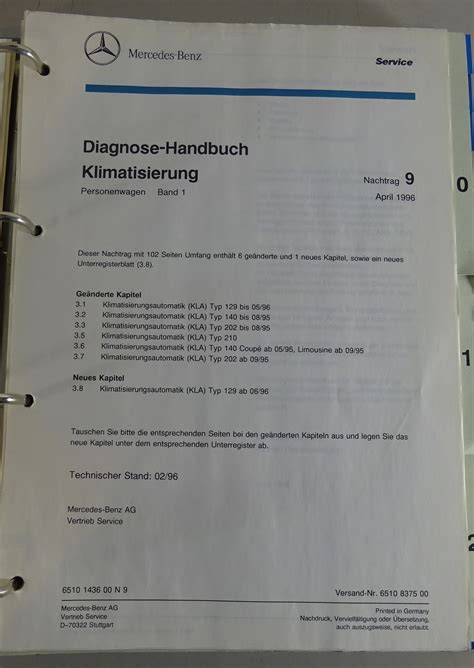 Mercedes-Benz
Service
Diagnose-Handbuch
Klimatisierung
Personenwagen Band 1
Nachtrag 9
April 1996
Dieser Nachtrag mit 102 Seiten Umfang enthält 6 geänderte und 1 neues Kapitel, sowie ein neues
Unterregisterblatt (3.8).
Geänderte Kapitel
3.1 Klimatisierungsautomatik (KLA) Typ 129 bis 05/96
3.2 Klimatisierungsautomatik (KLA) Typ 140 bis 08/95
3.3 Klimatisierungsautomatik (KLA) Typ 202 bis 08/95
3.5 Klimatisierungsautomatik (KLA) Typ 210
3.6 Klimatisierungsautomatik (KLA) Typ 140 Coupé ab 05/95, Limousine ab 09/95
3.7 Klimatisierungsautomatik (KLA) Typ 202 ab 09/95
Neues Kapitel
3.8 Klimatisierungsautomatik (KLA) Typ 129 ab 06/96
Tauschen Sie bitte die entsprechenden Seiten bei den geänderten Kapiteln aus und legen Sie das
neue Kapitel unter dem entsprechenden Unterregister ab.
Technischer Stand: 02/96
Mercedes-Benz AG
Vertrieb Service
6510 1436 00 N 9
Versand-Nr. 6510 8375 00
Mercedes-Benz AG
Vertrieb Service
D-70322 Stuttgart
Printed in Germany
Nachdruck, Vervielfältigung oder Übersetzung,
auch auszugsweise, nicht erlaubt.
0
1
2